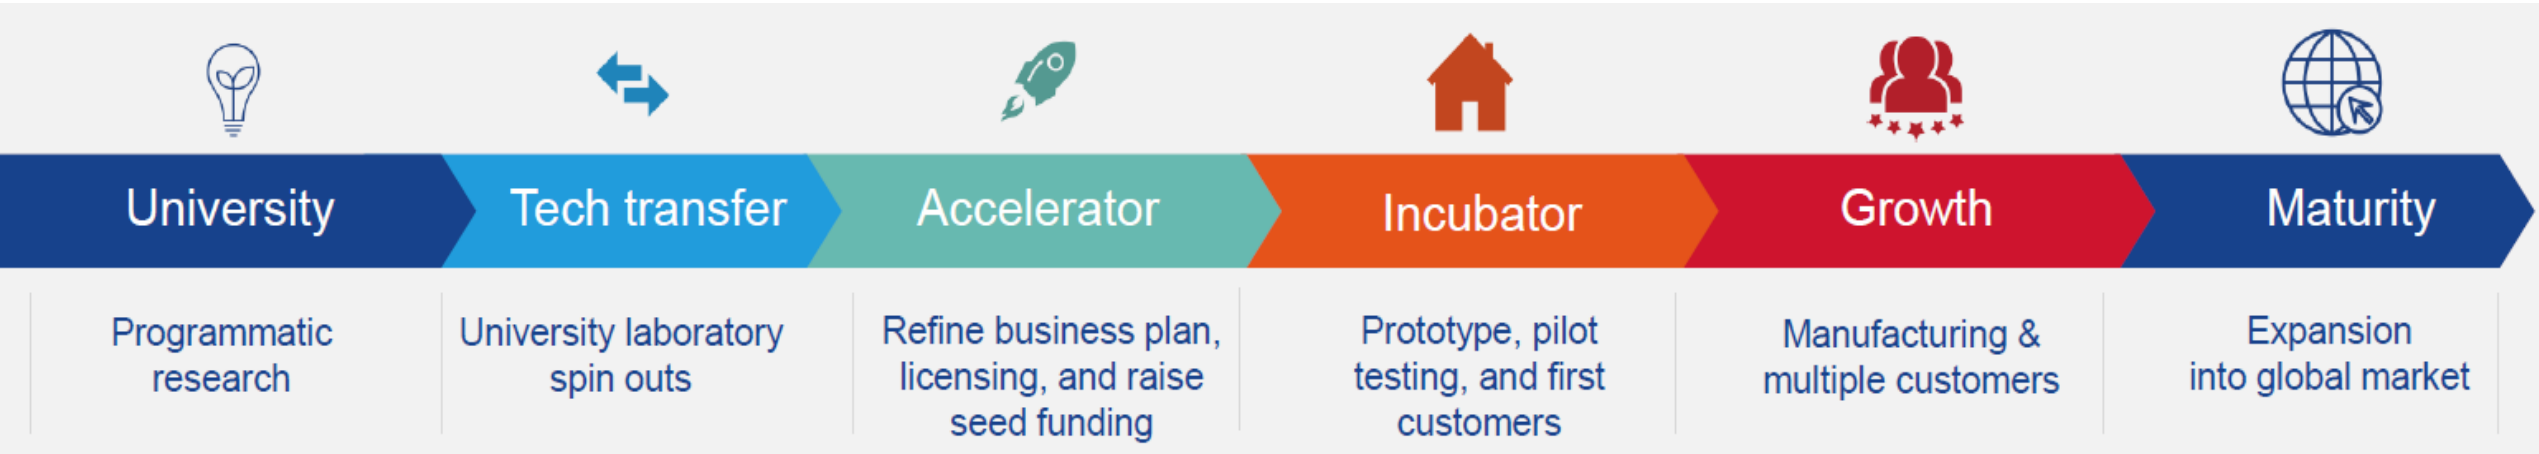 University
Tech transfer
Accelerator
Incubator
Growth
Maturity
Programmatic
research
University laboratory
spin outs
Refine business plan,
licensing, and raise
seed funding
Prototype, pilot
testing, and first
customers
Manufacturing &
multiple customers
Expansion
into global market